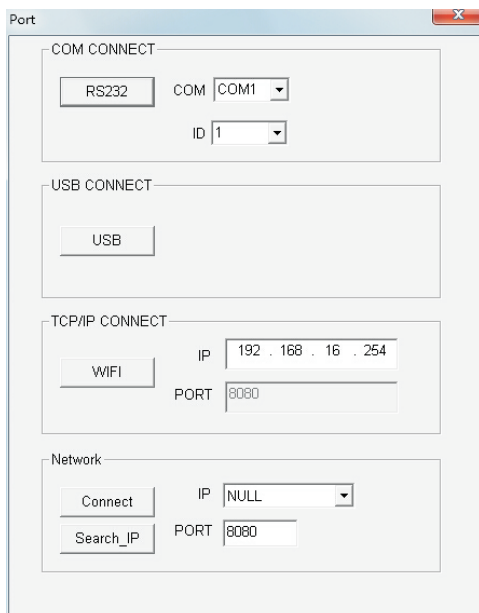 Port
X
COM CONNECT
RS232 COM COM1
ID 1
USB CONNECT
USB
TCP/IP CONNECT
IP 192 . 168 . 16 . 254
WIFI
PORT 8080
Network
Connect IP NULL
Search_IP PORT 8080